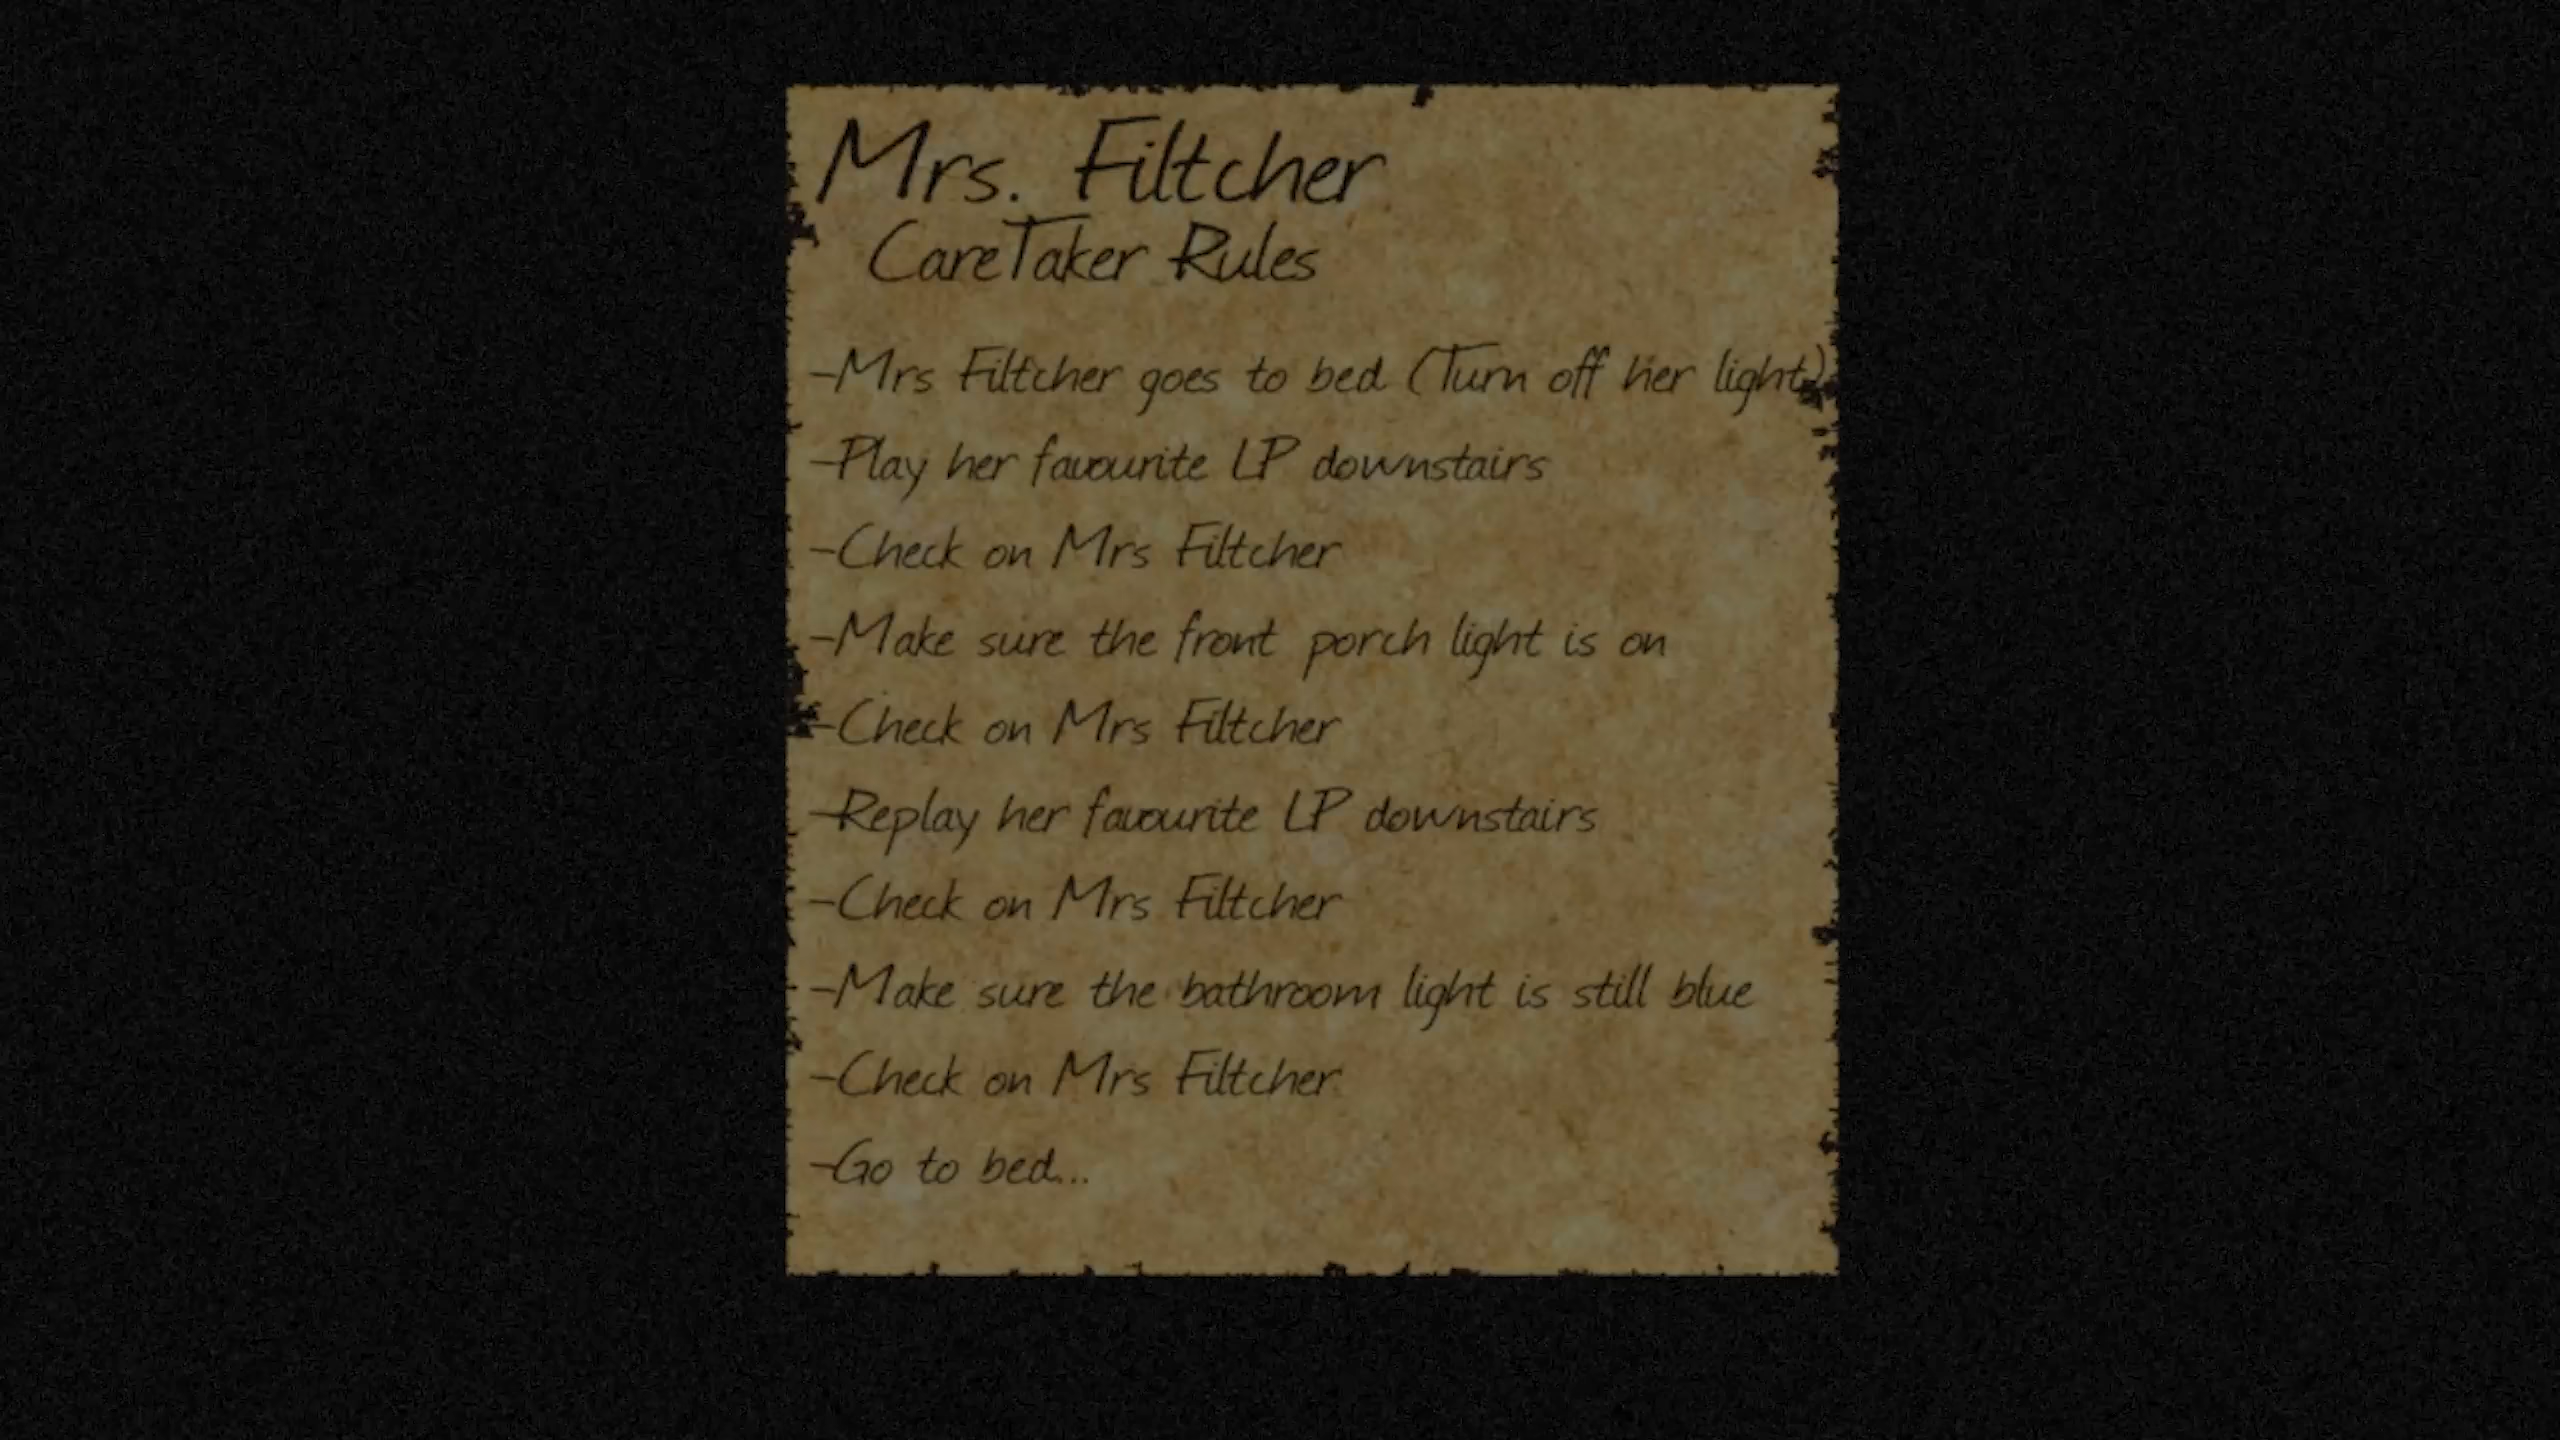 Mrs. Filtcher
CareTaker Rules
-Mrs Filtcher goes to bed (Turn off her light)
-Play her favourite LP downstairs
-Check on Mrs Filtcher
-Make sure the front porch light is on
-Check on Mrs Filtcher
-Replay her favourite LP downstairs
-Check on Mrs Filtcher
-Make sure the bathroom light is still blue
-Check on Mrs Filtcher
-Go to bed...